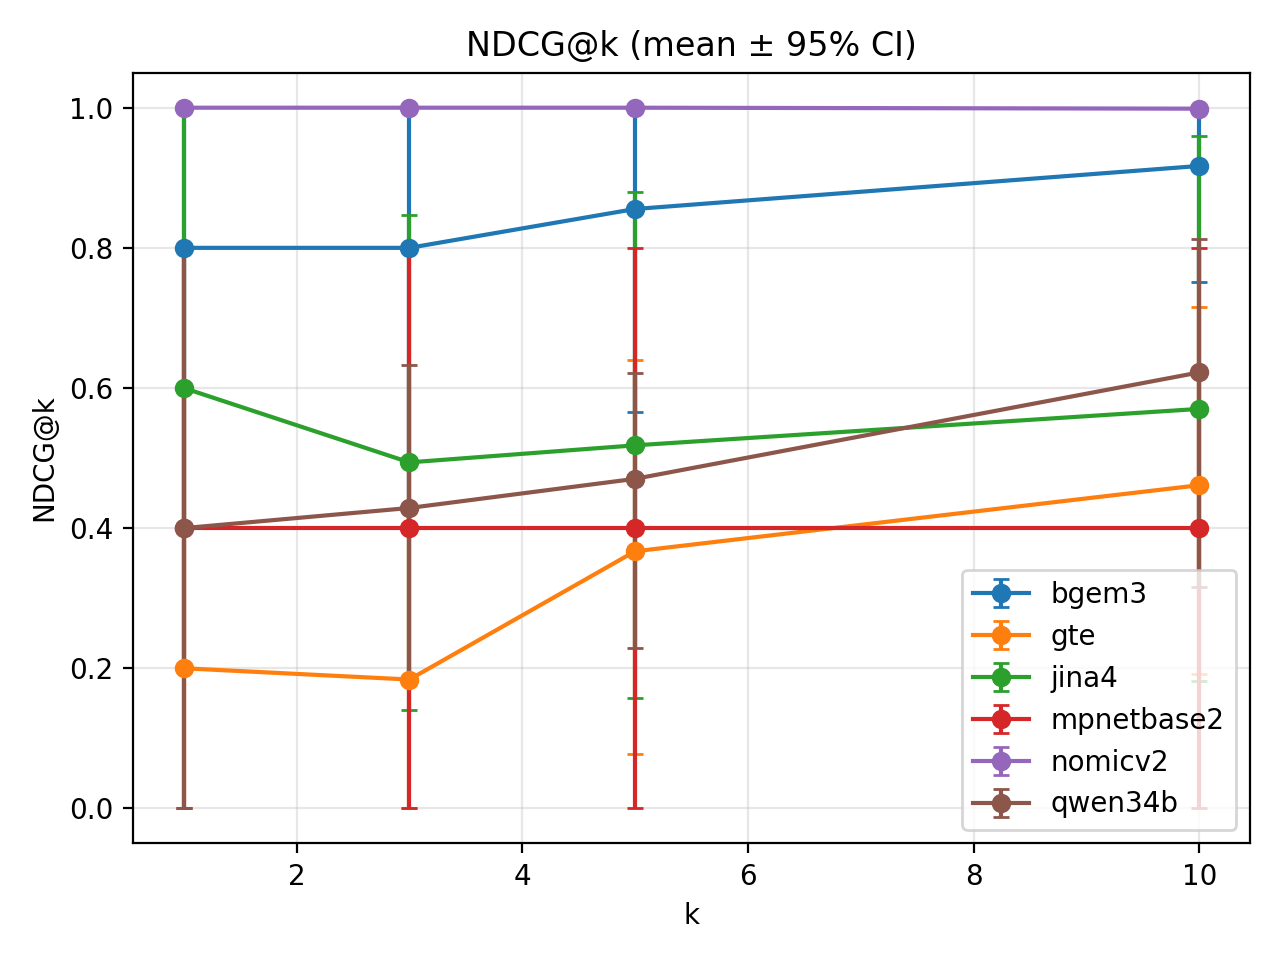 NDCG@k (mean ± 95% CI)
1.0
0.8
0.6
0.4
0.2
0.0
NDCG@k
2
4
6
8
10
k
bgem3
gte
jina4
mpnetbase2
nomicv2
qwen34b